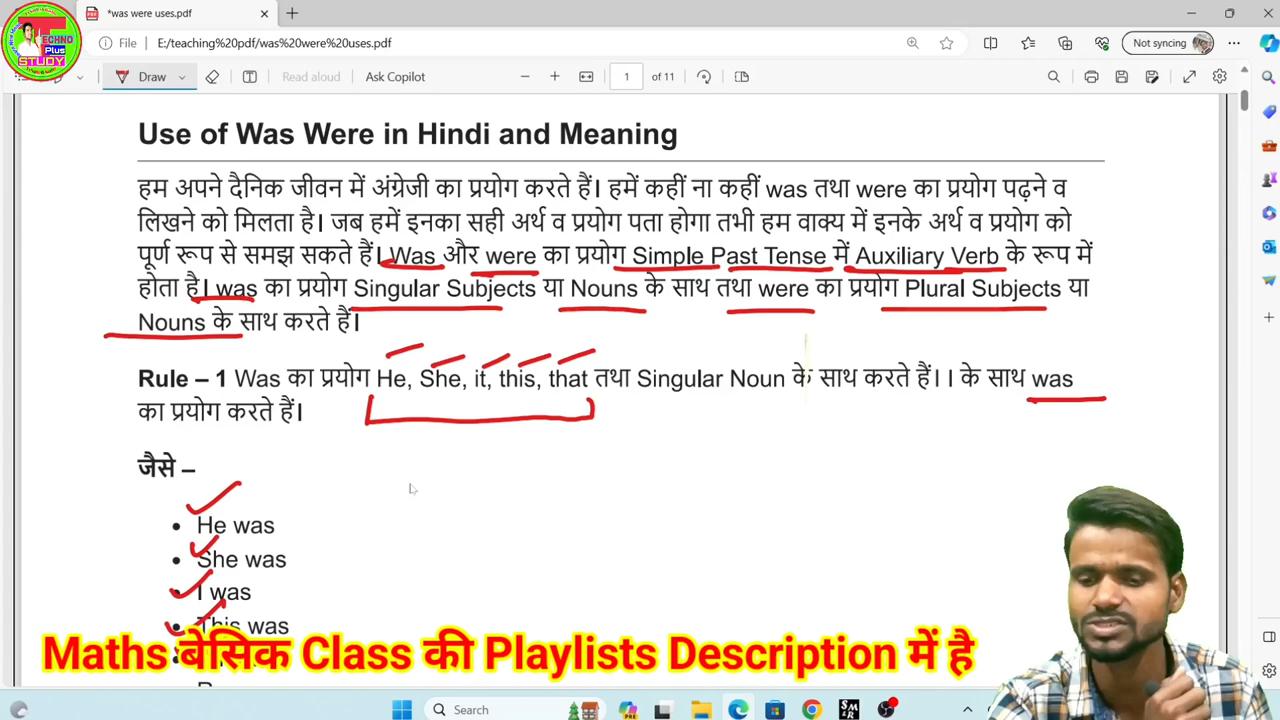 *was were uses.pdf
File E:/teaching%20pdf/was%20were%20uses.pdf Not syncing
Draw Read aloud Ask Copilot 1 of 11
TECHNO
Plus
STUDY
Use of Was Were in Hindi and Meaning
हम अपने दैनिक जीवन में अंग्रेजी का प्रयोग करते हैं। हमें कहीं ना कहीं was तथा were का प्रयोग पढ़ने व
लिखने को मिलता है। जब हमें इनका सही अर्थ व प्रयोग पता होगा तभी हम वाक्य में इनके अर्थ व प्रयोग को
पूर्ण रूप से समझ सकते हैं। Was और were का प्रयोग Simple Past Tense में Auxiliary Verb के रूप में
होता है। was का प्रयोग Singular Subjects या Nouns के साथ तथा were का प्रयोग Plural Subjects या
Nouns के साथ करते हैं।
Rule – 1 Was का प्रयोग He, She, it, this, that तथा Singular Noun के साथ करते हैं। I के साथ was
का प्रयोग करते हैं।
जैसे –
• He was
• She was
• I was
• This was
Maths बेसिक Class की Playlists Description में है
Search